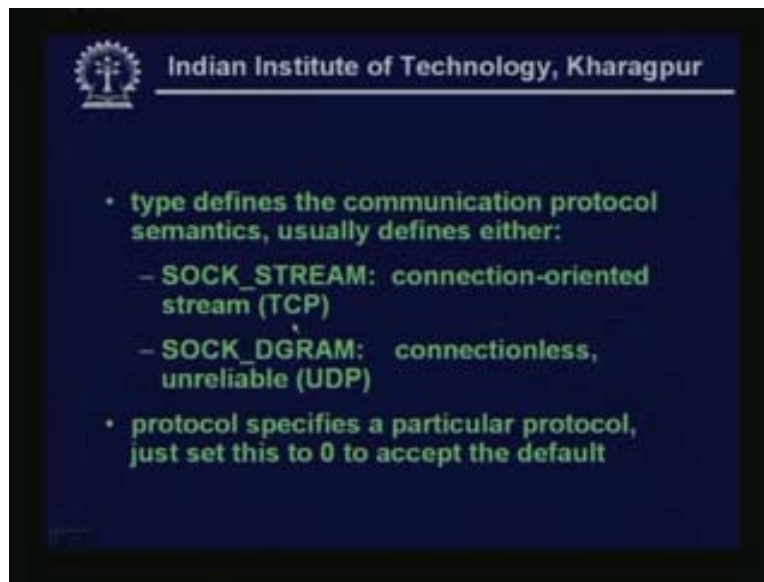 Indian Institute of Technology, Kharagpur
• type defines the communication protocol
semantics, usually defines either:
– SOCK_STREAM: connection-oriented
stream (TCP)
– SOCK_DGRAM: connectionless,
unreliable (UDP)
• protocol specifies a particular protocol,
just set this to 0 to accept the default